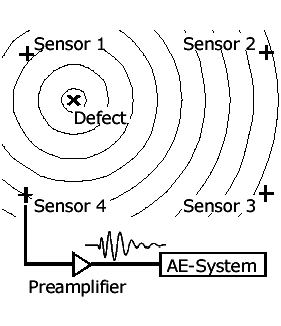 Sensor 1
Sensor 2
Defect
Sensor 4
Sensor 3
AE-System
Preamplifier